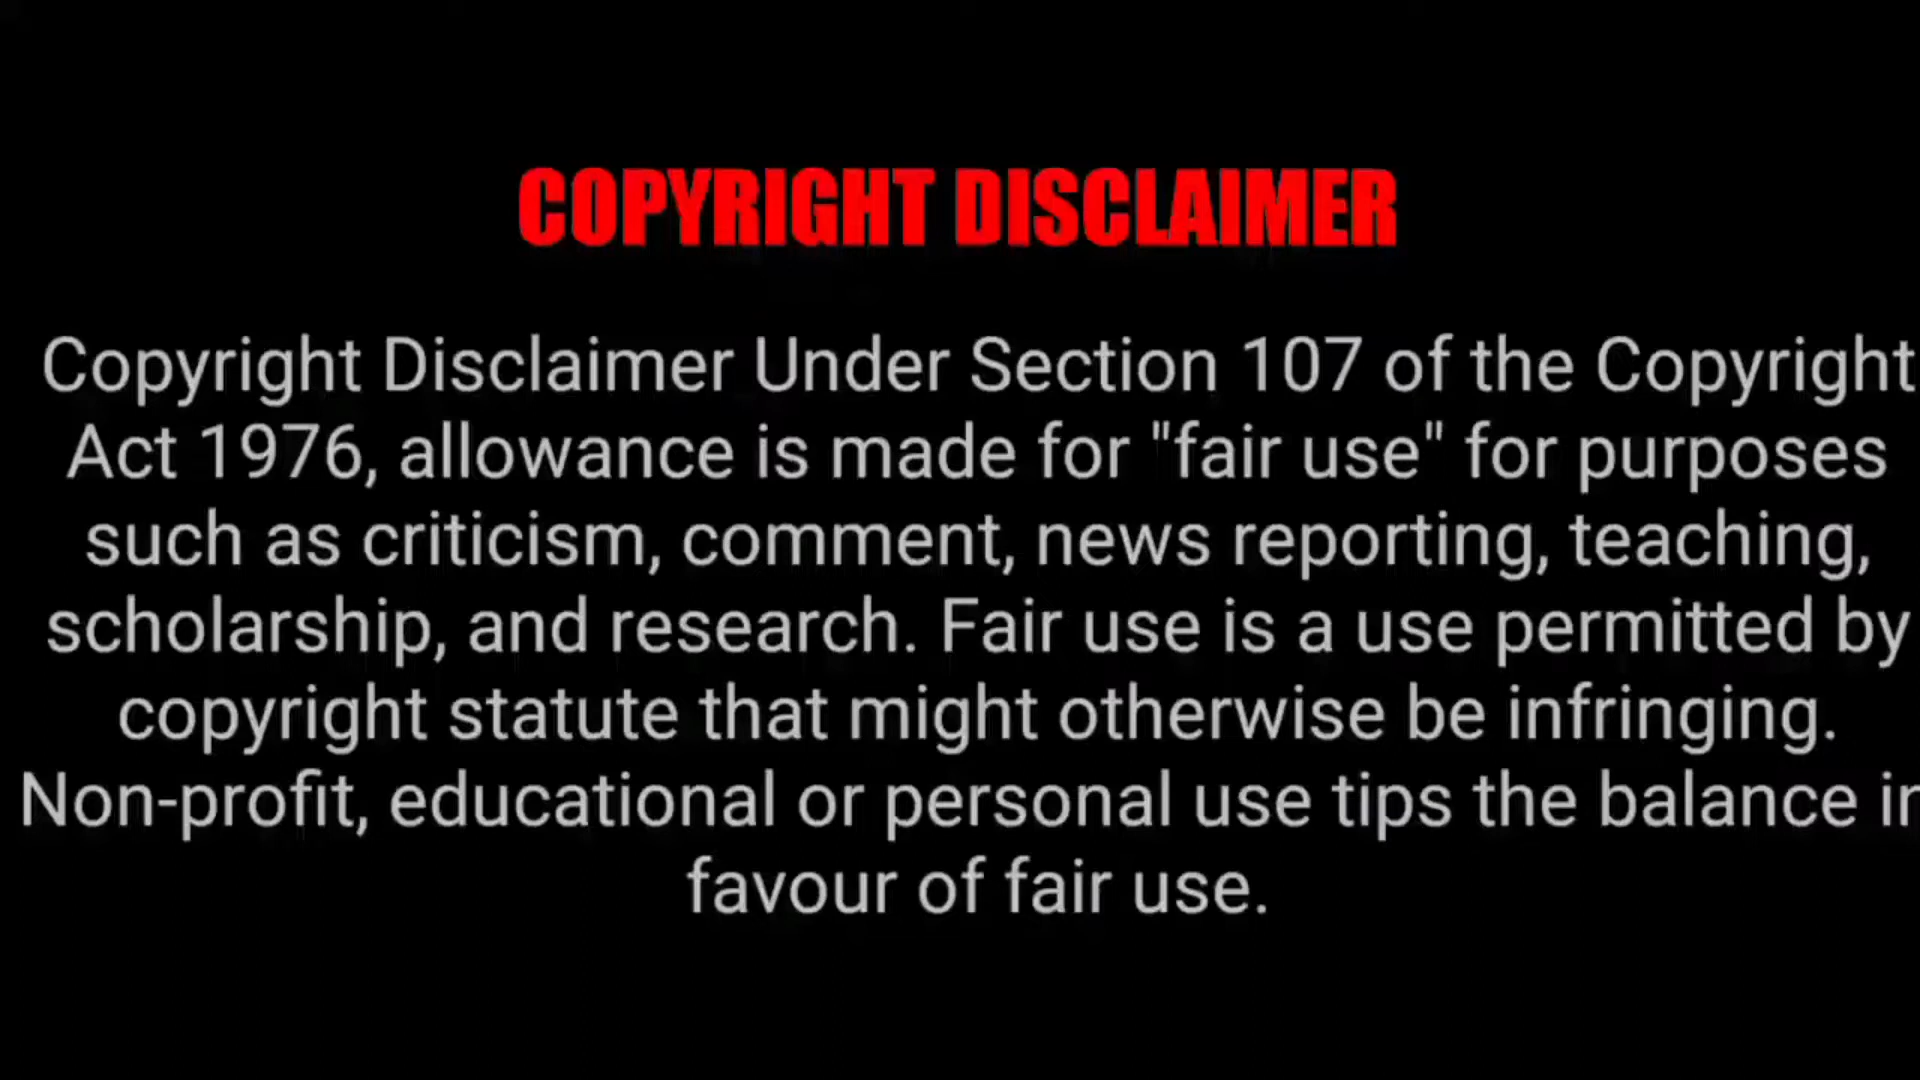 COPYRIGHT DISCLAIMER
Copyright Disclaimer Under Section 107 of the Copyright
Act 1976, allowance is made for "fair use" for purposes
such as criticism, comment, news reporting, teaching,
scholarship, and research. Fair use is a use permitted by
copyright statute that might otherwise be infringing.
Non-profit, educational or personal use tips the balance in
favour of fair use.